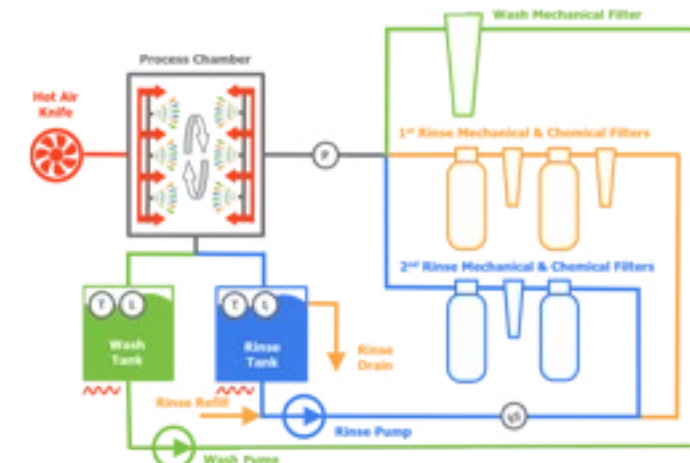 Wash Mechanical Filter
Process Chamber
Hot Air
Knife
1st Rinse Mechanical & Chemical Filters
P
2nd Rinse Mechanical & Chemical Filters
T L
T L
Wash
Tank
Rinse
Tank
Rinse
Drain
Rinse Refill
Rinse Pump
Wash Pump